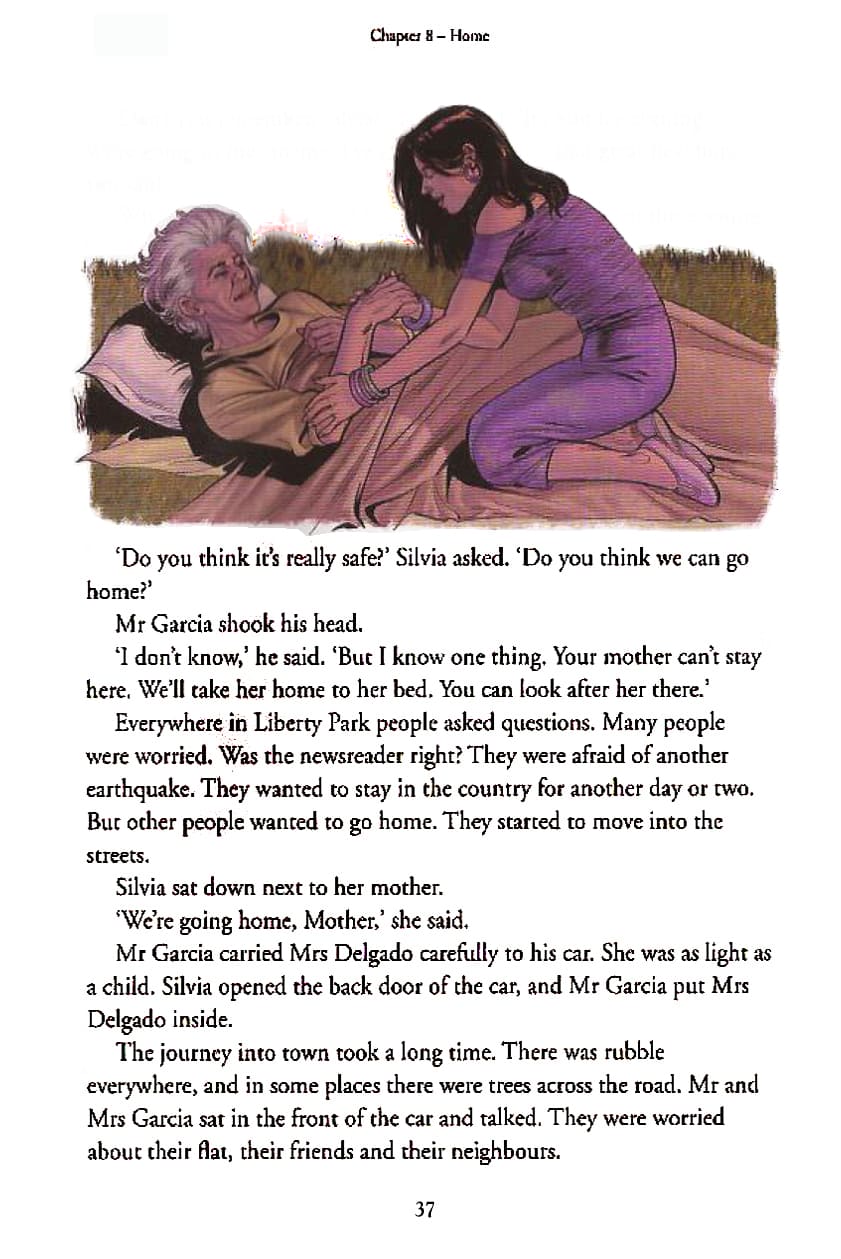 Chapter 8 – Home
‘Do you think it’s really safe?’ Silvia asked. ‘Do you think we can go
home?’
Mr Garcia shook his head.
‘I don’t know,’ he said. ‘But I know one thing. Your mother can’t stay
here. We’ll take her home to her bed. You can look after her there.’
Everywhere in Liberty Park people asked questions. Many people
were worried. Was the newsreader right? They were afraid of another
earthquake. They wanted to stay in the country for another day or two.
But other people wanted to go home. They started to move into the
streets.
Silvia sat down next to her mother.
‘We’re going home, Mother,’ she said.
Mr Garcia carried Mrs Delgado carefully to his car. She was as light as
a child. Silvia opened the back door of the car, and Mr Garcia put Mrs
Delgado inside.
The journey into town took a long time. There was rubble
everywhere, and in some places there were trees across the road. Mr and
Mrs Garcia sat in the front of the car and talked. They were worried
about their flat, their friends and their neighbours.
37